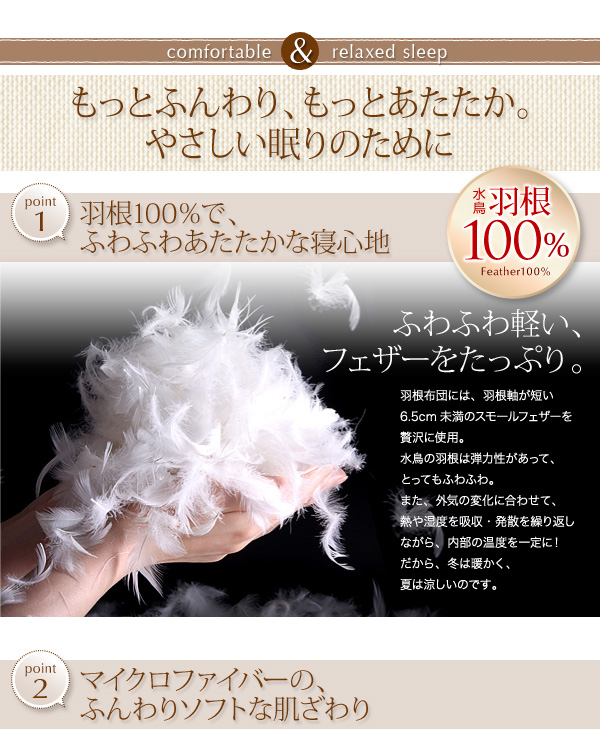 comfortable & relaxed sleep
もっとふんわり、もっとあたたか。
やさしい眠りのために
point
1
羽根100%で、
ふわふわあたたかな寝心地
水鳥 羽根
100%
Feather100%
ふわふわ軽い、
フェザーをたっぷり。
羽根布団には、羽根軸が短い
6.5cm 未満のスモールフェザーを
贅沢に使用。
水鳥の羽根は弾力性があって、
とってもふわふわ。
また、外気の変化に合わせて、
熱や湿度を吸収・発散を繰り返し
ながら、内部の温度を一定に!
だから、冬は暖かく、
夏は涼しいのです。
point
2
マイクロファイバーの、
ふんわりソフトな肌ざわり